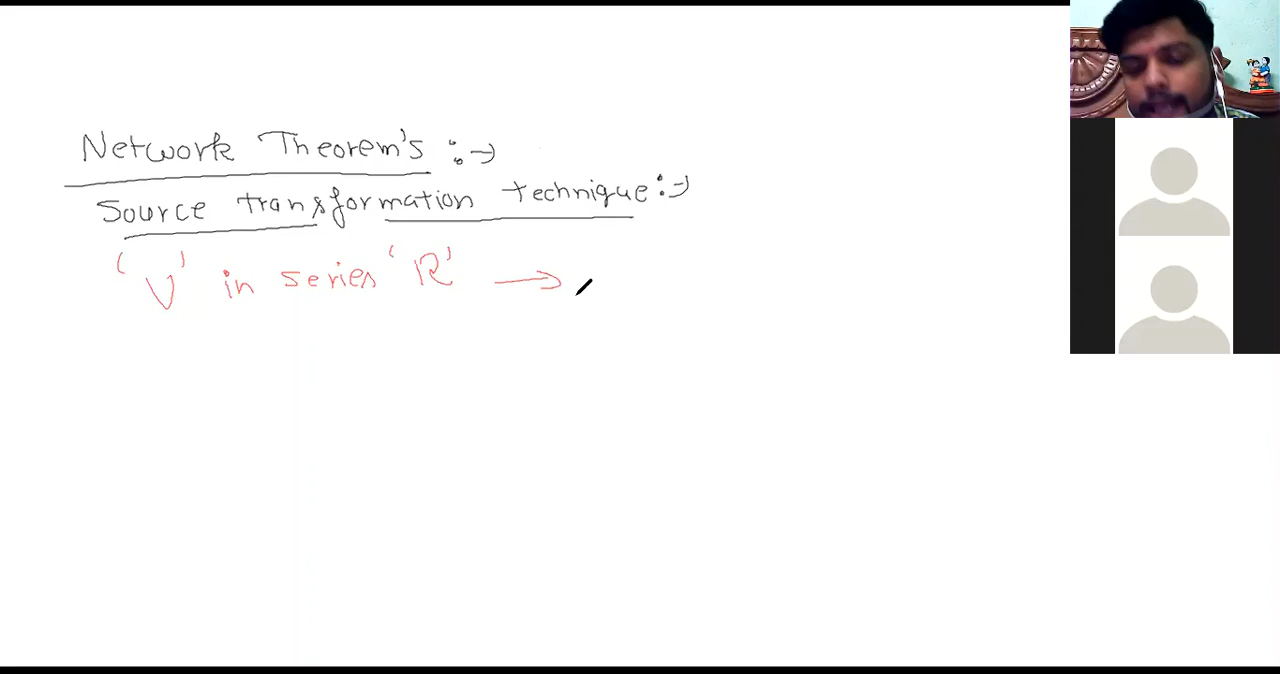 Network Theorem's :->
Source transformation technique :->
'V' in series 'R' →